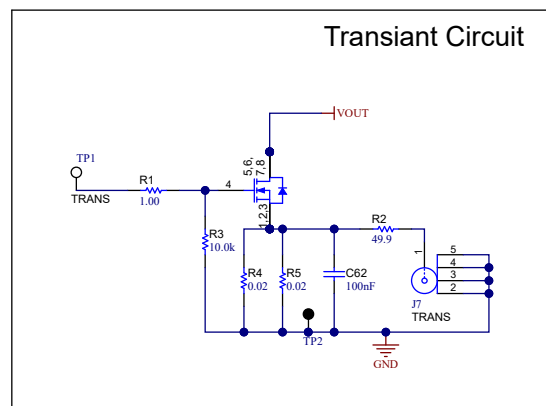 Transiant Circuit
VOUT
TP1
TRANS
R1
1.00
4
5,6,
7,8
1,2,3
R3
10.0k
R4
0.02
R5
0.02
C62
100nF
R2
49.9
1
5
4
3
2
J7
TRANS
TP2
GND